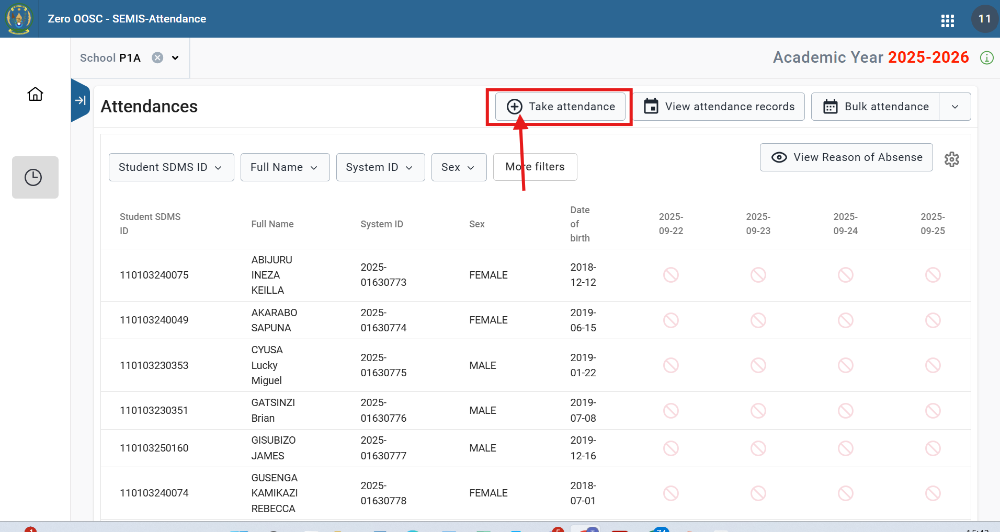 Zero OOSC - SEMIS-Attendance
11
School P1A
Academic Year 2025-2026
Attendances
Take attendance
View attendance records
Bulk attendance
Student SDMS ID
Full Name
System ID
Sex
More filters
View Reason of Absense
Student SDMS
ID
Full Name
System ID
Sex
Date
of
birth
2025-
09-22
2025-
09-23
2025-
09-24
2025-
09-25
110103240075
ABIJURU
INEZA
KEILLA
2025-
01630773
FEMALE
2018-
12-12
110103240049
AKARABO
SAPUNA
2025-
01630774
FEMALE
2019-
06-15
110103230353
CYUSA
Lucky
Miguel
2025-
01630775
MALE
2019-
01-22
110103230351
GATSINZI
Brian
2025-
01630776
MALE
2019-
07-08
110103250160
GISUBIZO
JAMES
2025-
01630777
MALE
2019-
12-16
110103240074
GUSENGA
KAMIKAZI
REBECCA
2025-
01630778
FEMALE
2018-
07-01